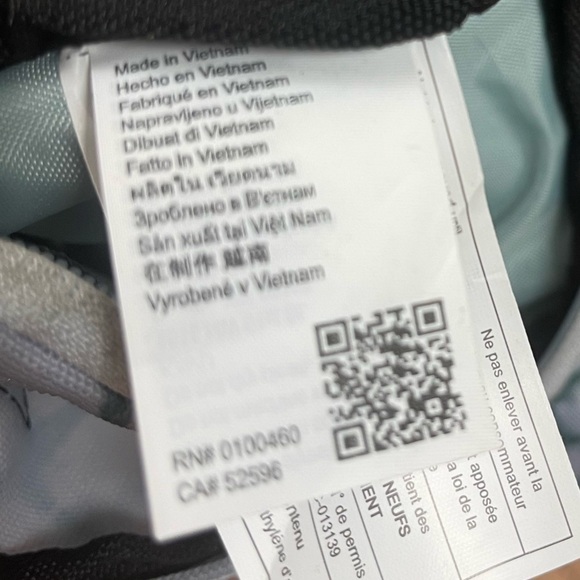 Made in Vietnam
Hecho en Vietnam
Fabriqué en Vietnam
Napravljeno u Vijetnam
Dibuat di Vietnam
Fatto in Vietnam
ผลิตใน เวียดนาม
Зроблено в В'єтнам
Sản xuất tại Việt Nam
在制作 越南
Vyrobené v Vietnam
RN# 0100460
CA# 52596
Ne pas enlever avant la
consommateur
t apposée
a loi de la
tient des
NEUFS
ENT
de permis
-013139
ntenu